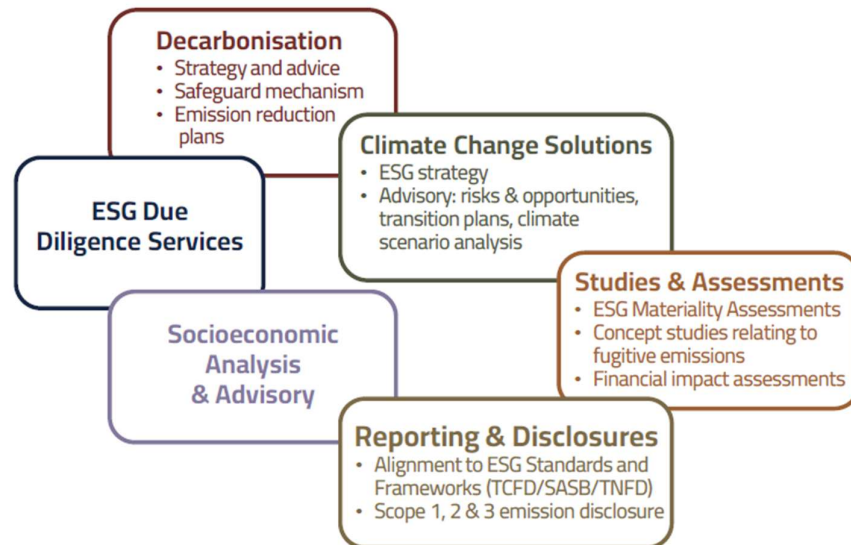 Decarbonisation
• Strategy and advice
• Safeguard mechanism
• Emission reduction
plans
Climate Change Solutions
• ESG strategy
• Advisory: risks & opportunities,
transition plans, climate
scenario analysis
ESG Due
Diligence Services
Studies & Assessments
• ESG Materiality Assessments
• Concept studies relating to
fugitive emissions
• Financial impact assessments
Socioeconomic
Analysis
& Advisory
Reporting & Disclosures
• Alignment to ESG Standards and
Frameworks (TCFD/SASB/TNFD)
• Scope 1, 2 & 3 emission disclosure